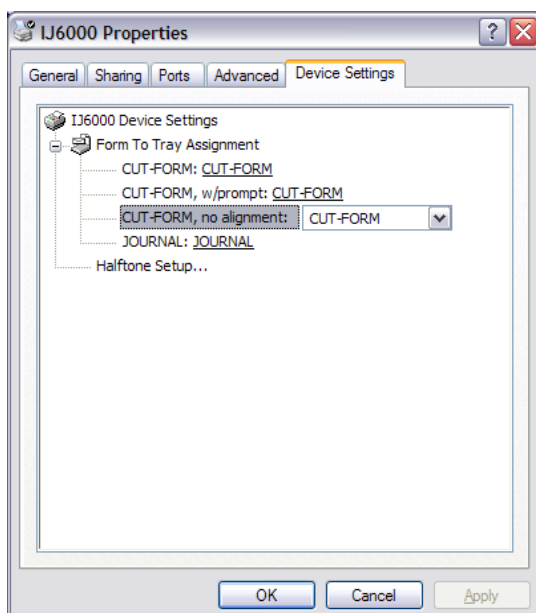 IJ6000 Properties
?
X
General Sharing Ports Advanced Device Settings
IJ6000 Device Settings
Form To Tray Assignment
CUT-FORM: CUT-FORM
CUT-FORM, w/prompt: CUT-FORM
CUT-FORM, no alignment: CUT-FORM
JOURNAL: JOURNAL
Halftone Setup...
OK Cancel Apply